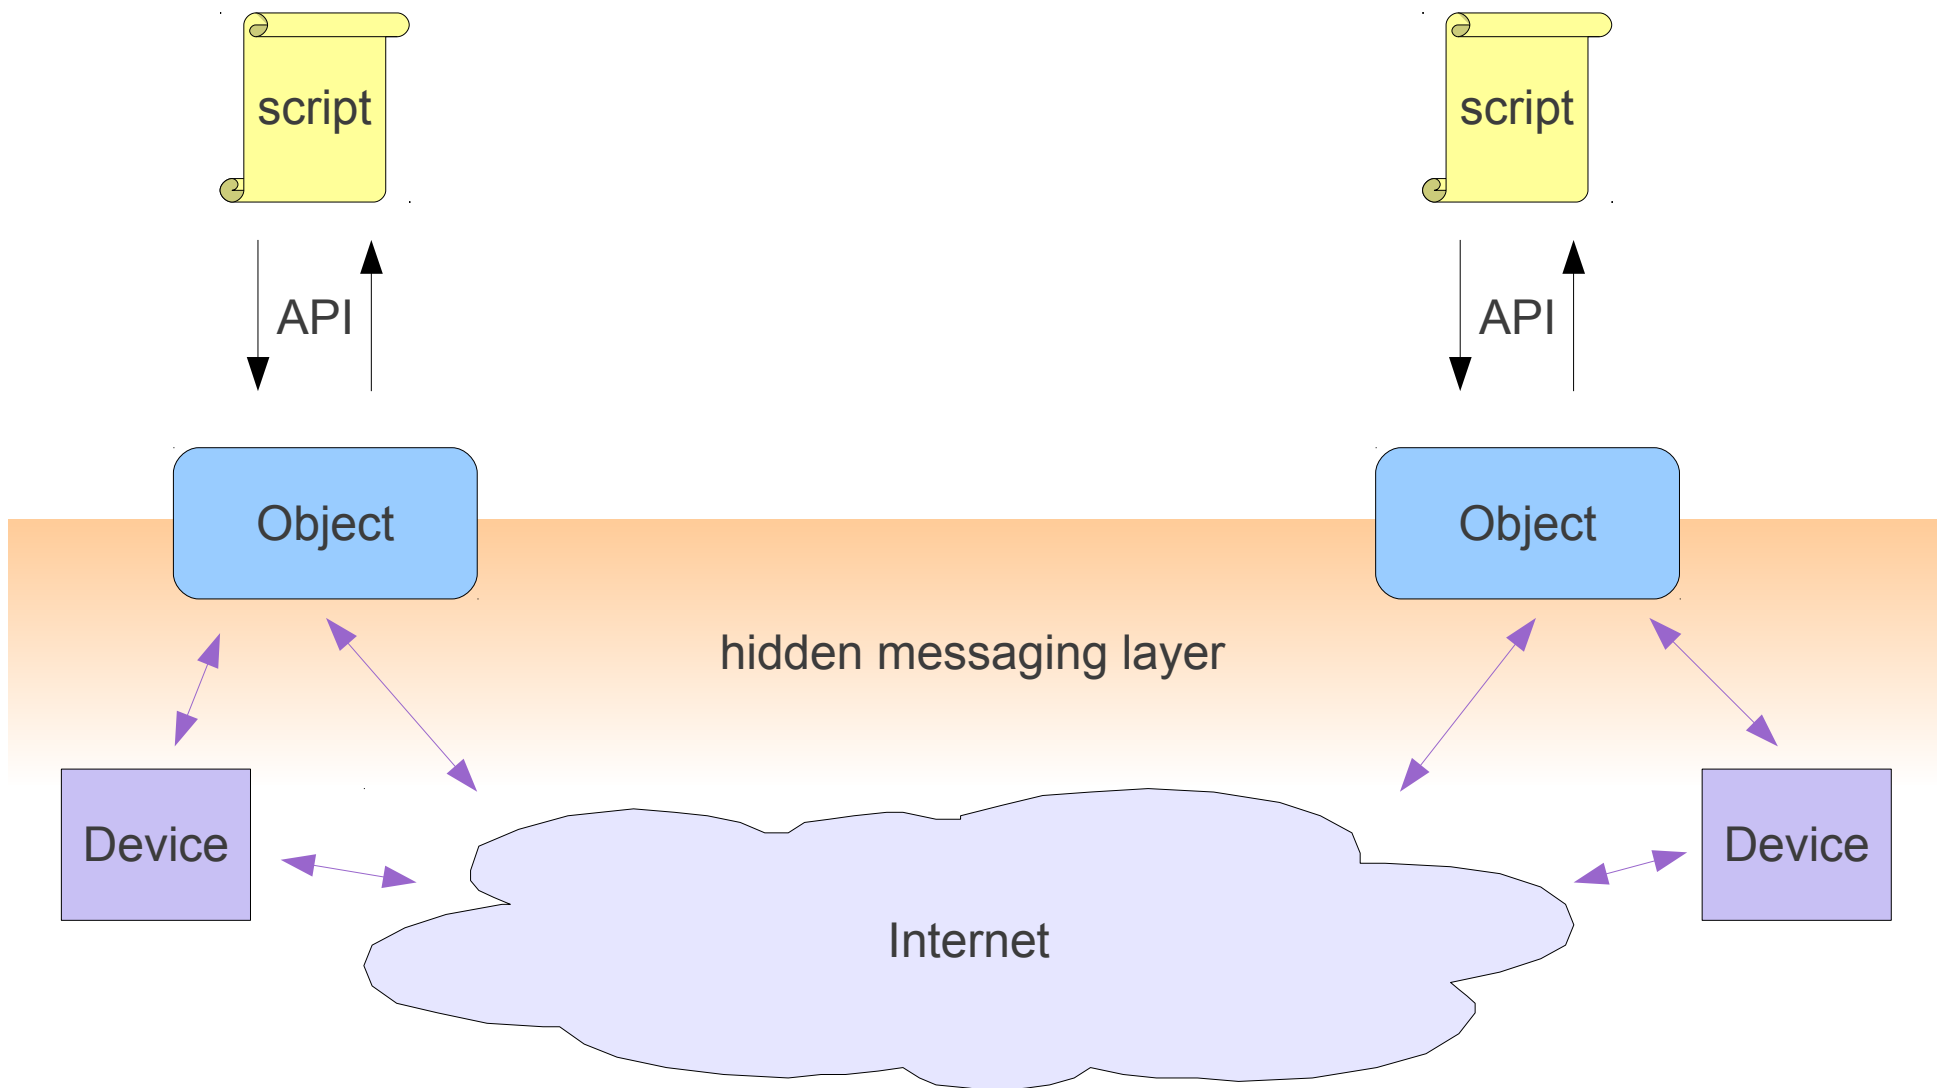 script
script
API
API
Object
Object
hidden messaging layer
Device
Device
Internet